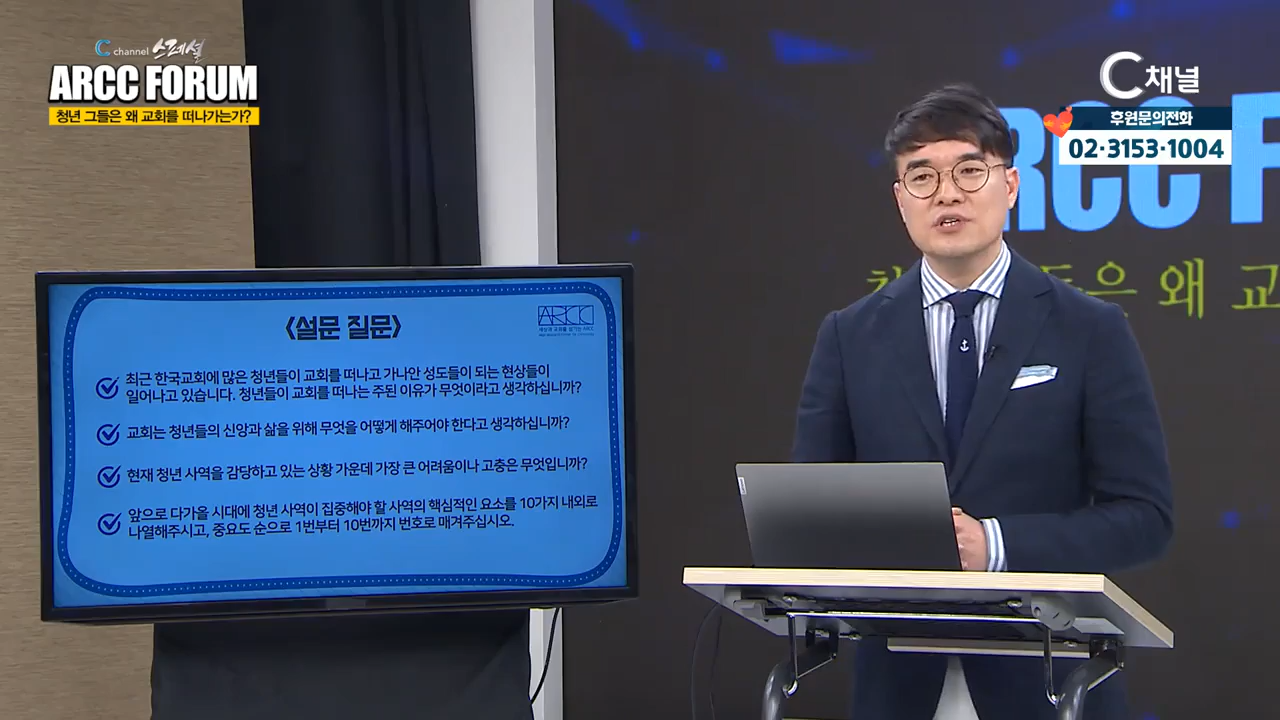 C channel 스페셜
ARCC FORUM
청년 그들은 왜 교회를 떠나가는가?
C채널
후원문의전화
02·3153·1004
RCC F
은 왜 교
<설문 질문>
ARCC
최근 한국교회에 많은 청년들이 교회를 떠나고 가나안 성도들이 되는 현상들이
일어나고 있습니다. 청년들이 교회를 떠나는 주된 이유가 무엇이라고 생각하십니까?
교회는 청년들의 신앙과 삶을 위해 무엇을 어떻게 해주어야 한다고 생각하십니까?
현재 청년 사역을 감당하고 있는 상황 가운데 가장 큰 어려움이나 고충은 무엇입니까?
앞으로 다가올 시대에 청년 사역이 집중해야 할 사역의 핵심적인 요소를 10가지 내외로
나열해주시고, 중요도 순으로 1번부터 10번까지 번호로 매겨주십시오.